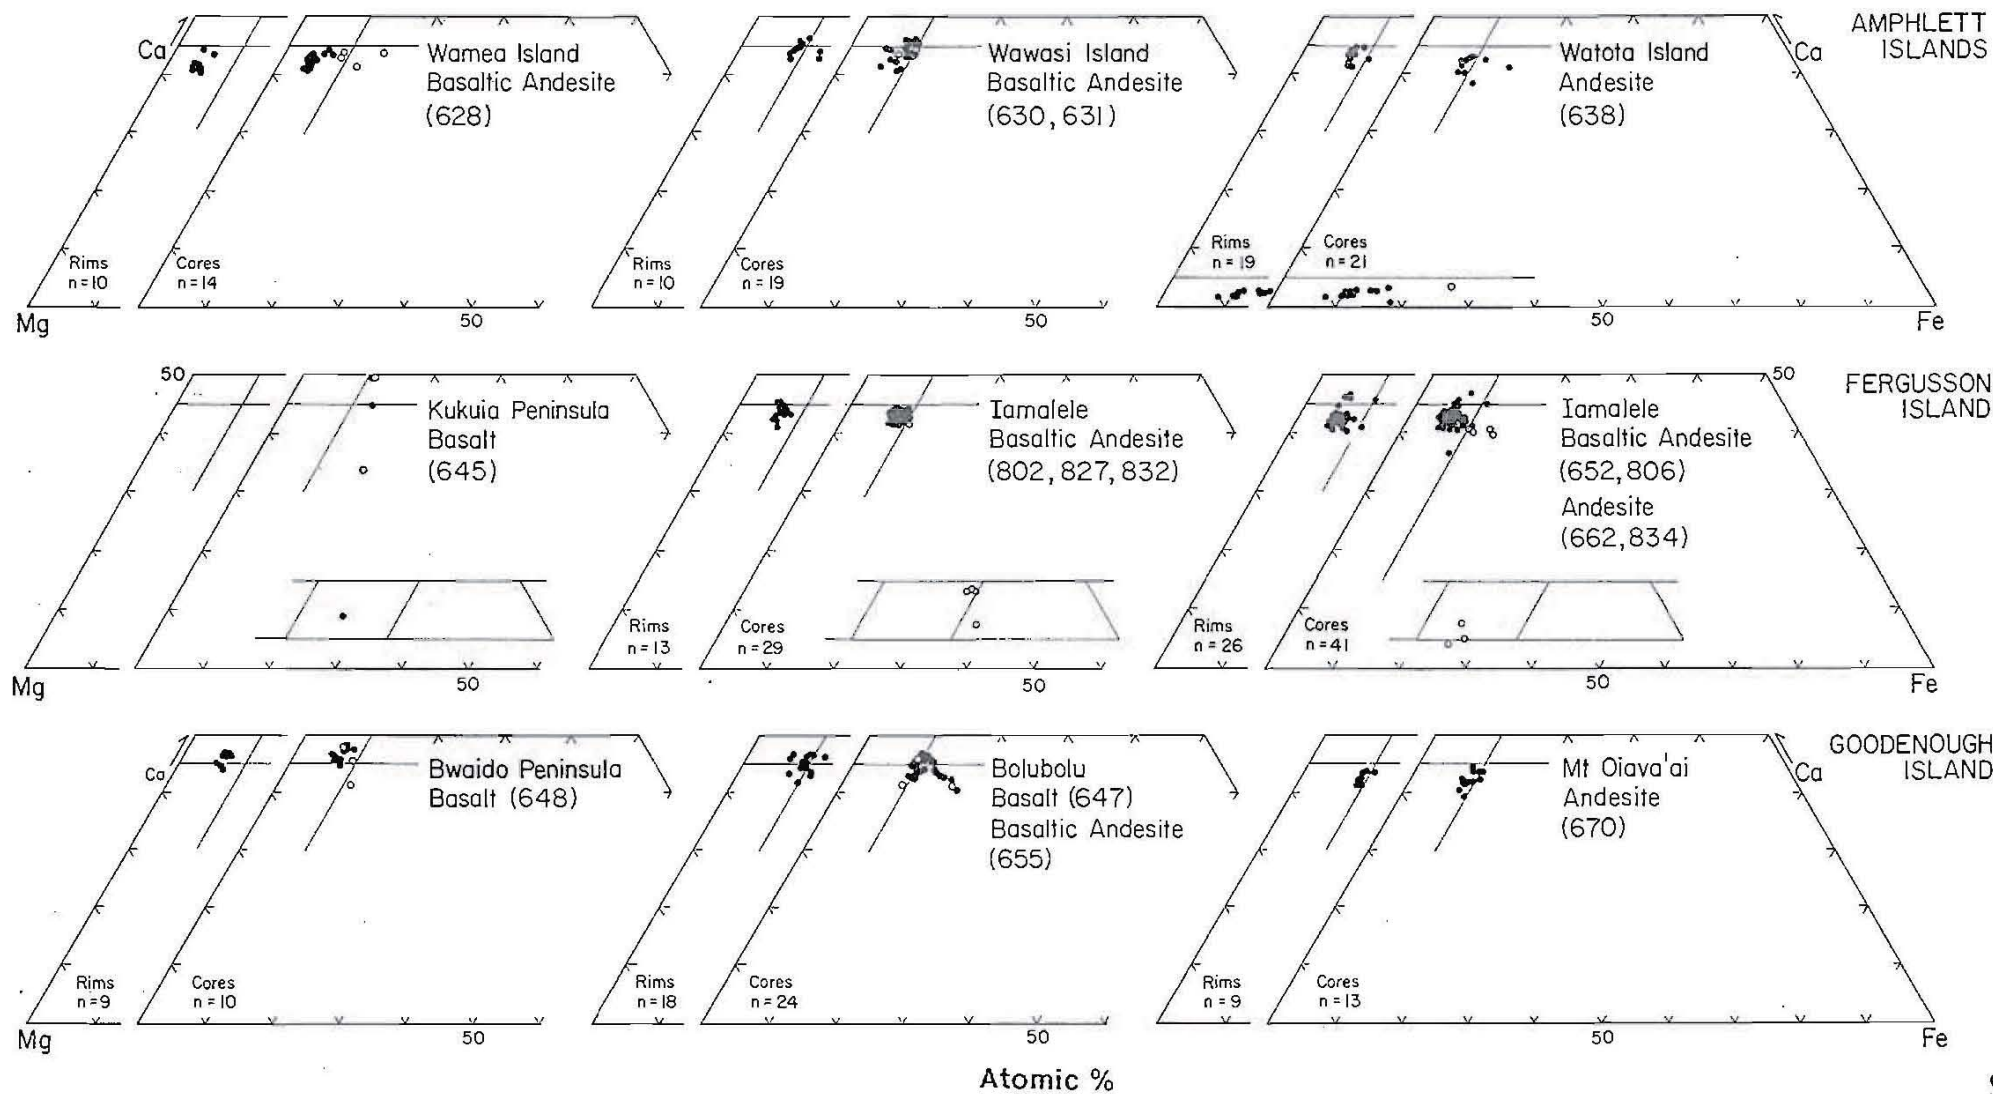 AMPHLETT
ISLANDS
Ca
Wamea Island
Basaltic Andesite
(628)
Rims
n=10
Cores
n=14
Mg
50
Wawasi Island
Basaltic Andesite
(630,631)
Rims
n=10
Cores
n=19
50
Watota Island
Andesite
(638)
Ca
Rims
n=19
Cores
n=21
50
Fe
FERGUSSON
ISLAND
50
Kukuia Peninsula
Basalt
(645)
Mg
50
Iamalele
Basaltic Andesite
(802,827,832)
Rims
n=13
Cores
n=29
50
50
Iamalele
Basaltic Andesite
(652,806)
Andesite
(662,834)
Rims
n=26
Cores
n=41
50
Fe
GOODENOUGH
ISLAND
Ca
Bwaido Peninsula
Basalt (648)
Rims
n=9
Cores
n=10
Mg
50
Bolubolu
Basalt (647)
Basaltic Andesite
(655)
Rims
n=18
Cores
n=24
50
Mt Oiava'ai
Andesite
(670)
Ca
Rims
n=9
Cores
n=13
50
Fe
Atomic %